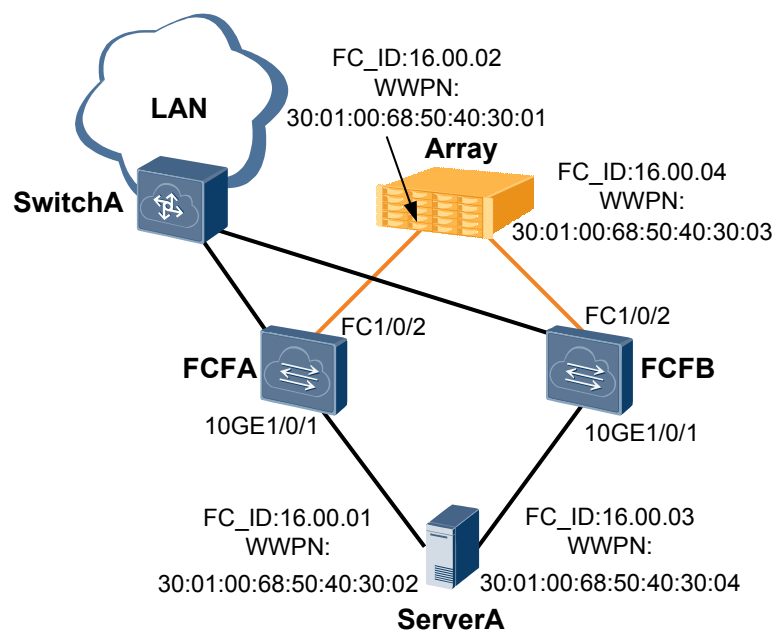 FC_ID:16.00.02
WWPN:
30:01:00:68:50:40:30:01
LAN
Array
FC_ID:16.00.04
WWPN:
30:01:00:68:50:40:30:03
SwitchA
FC1/0/2
FC1/0/2
FCFA
FCFB
10GE1/0/1
10GE1/0/1
FC_ID:16.00.01
WWPN:
30:01:00:68:50:40:30:02
FC_ID:16.00.03
WWPN:
30:01:00:68:50:40:30:04
ServerA